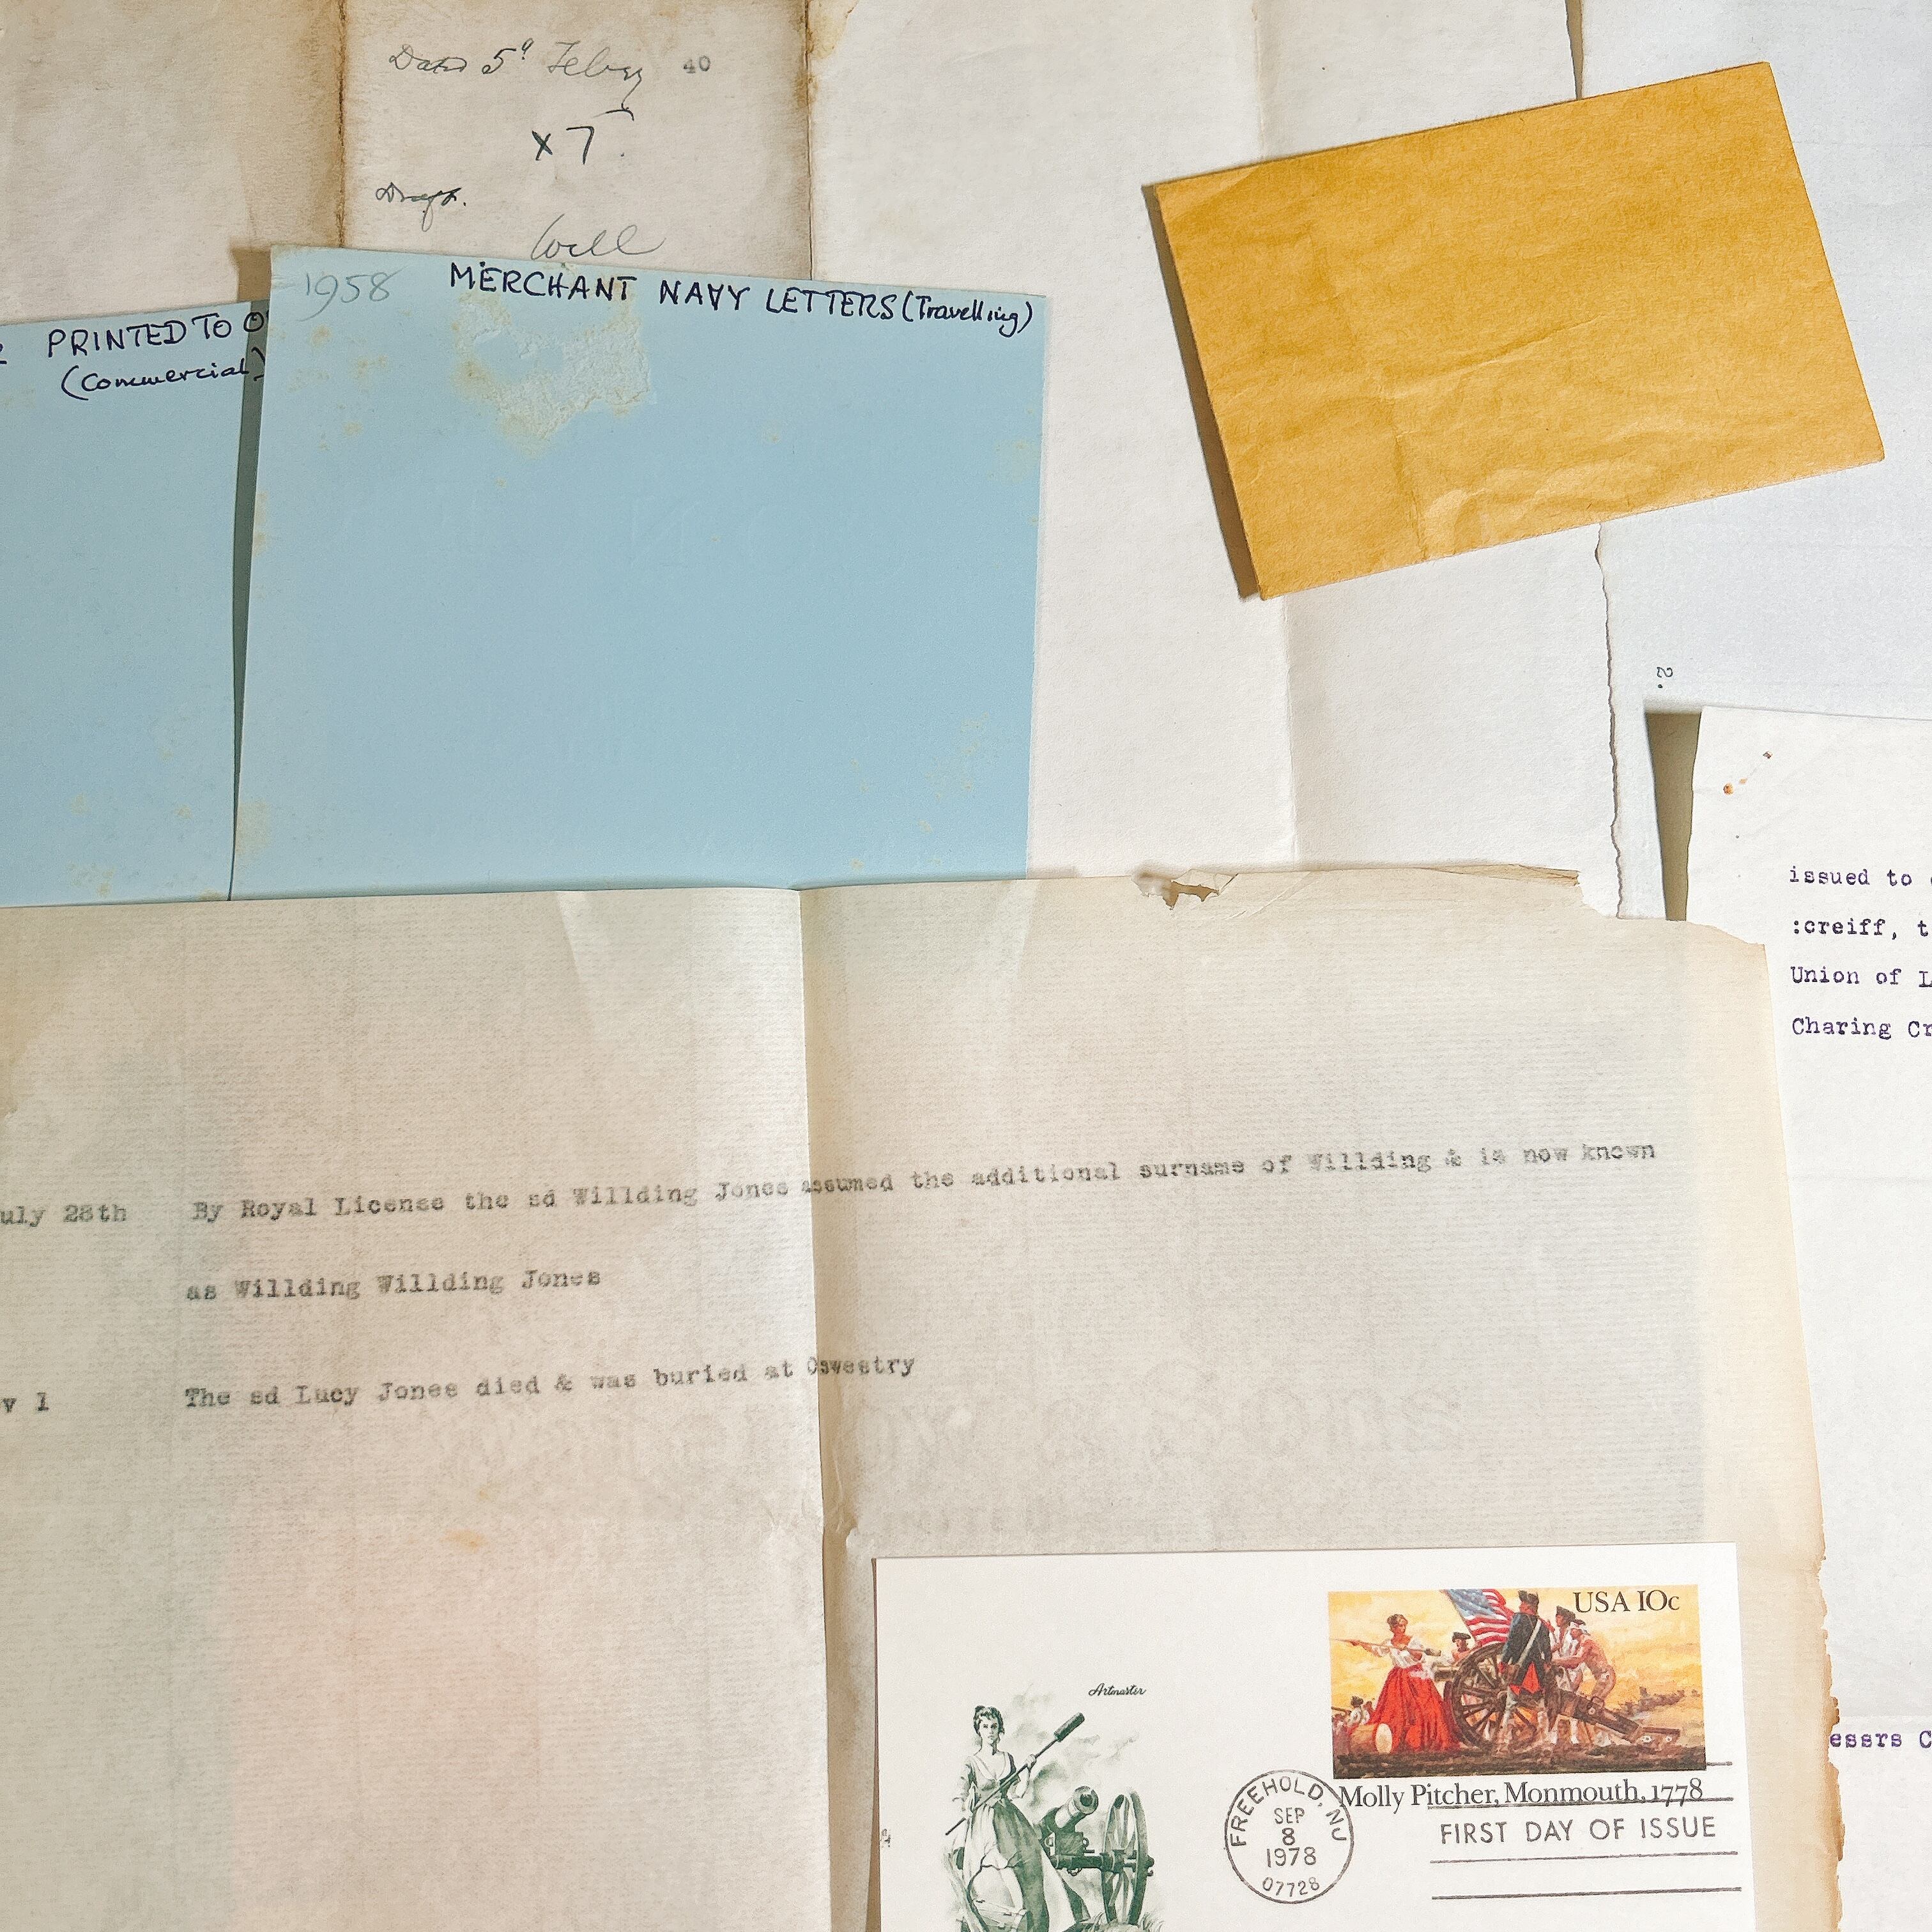 Dated 5th Febry 40
x 7
Draft.
Will
1958 MERCHANT NAVY LETTERS (Travelling)
PRINTED TO O
(Commercial)
2.
issued to
:creiff, t
Union of L
Charing Cr
uly 28th By Royal License the sd Willding Jones assumed the additional surname of Willding & is now known
as Willding Willding Jones
v 1 The sd Lucy Jones died & was buried at Oswestry
essrs C
USA 10c
Artmaster
Molly Pitcher, Monmouth, 1778
FREEHOLD, NJ
SEP
8
1978
07728
FIRST DAY OF ISSUE